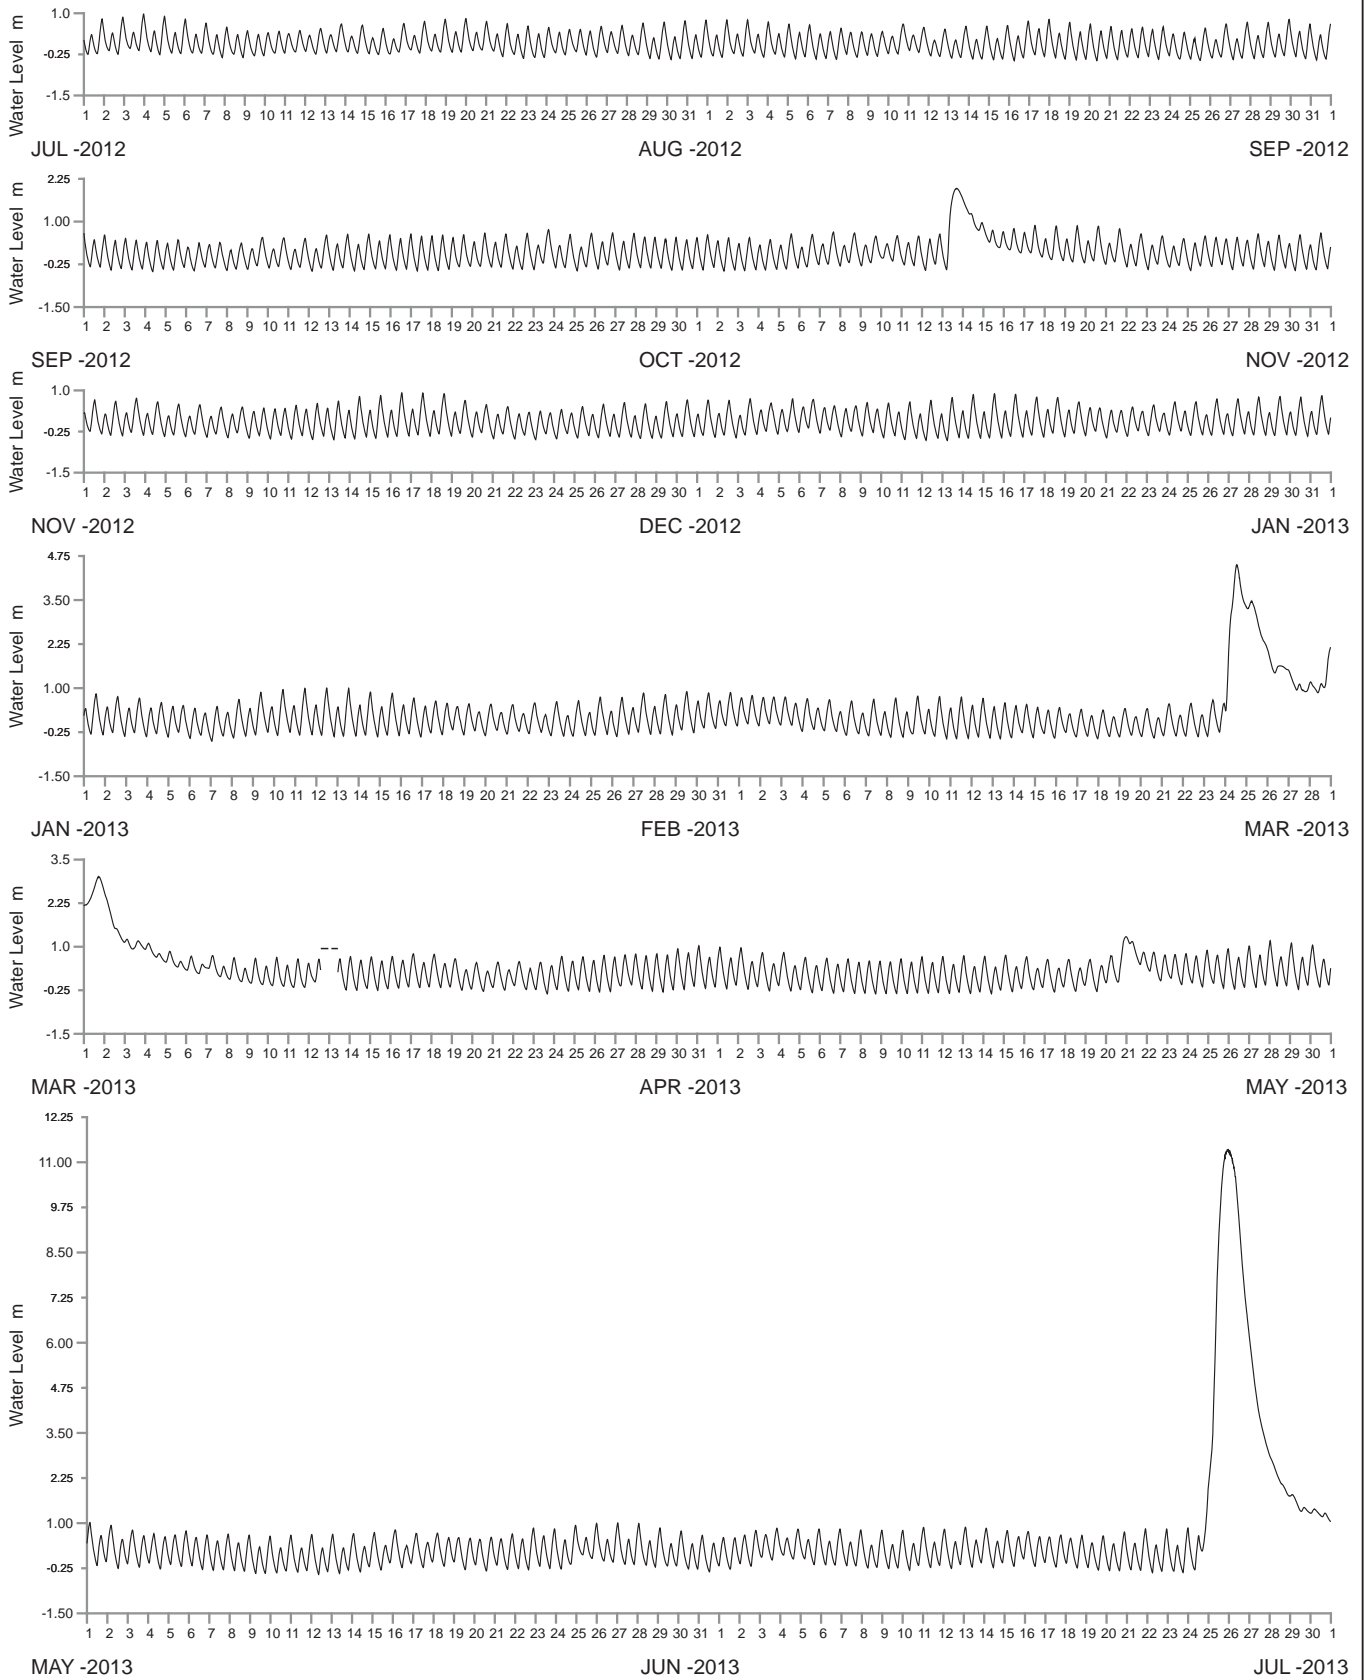 Water Level m
1.0
-0.25
-1.5
1 2 3 4 5 6 7 8 9 10 11 12 13 14 15 16 17 18 19 20 21 22 23 24 25 26 27 28 29 30 31 1 2 3 4 5 6 7 8 9 10 11 12 13 14 15 16 17 18 19 20 21 22 23 24 25 26 27 28 29 30 31 1
JUL -2012 AUG -2012 SEP -2012
Water Level m
2.25
1.00
-0.25
-1.50
1 2 3 4 5 6 7 8 9 10 11 12 13 14 15 16 17 18 19 20 21 22 23 24 25 26 27 28 29 30 1 2 3 4 5 6 7 8 9 10 11 12 13 14 15 16 17 18 19 20 21 22 23 24 25 26 27 28 29 30 31 1
SEP -2012 OCT -2012 NOV -2012
Water Level m
1.0
-0.25
-1.5
1 2 3 4 5 6 7 8 9 10 11 12 13 14 15 16 17 18 19 20 21 22 23 24 25 26 27 28 29 30 1 2 3 4 5 6 7 8 9 10 11 12 13 14 15 16 17 18 19 20 21 22 23 24 25 26 27 28 29 30 31 1
NOV -2012 DEC -2012 JAN -2013
Water Level m
4.75
3.50
2.25
1.00
-0.25
-1.50
1 2 3 4 5 6 7 8 9 10 11 12 13 14 15 16 17 18 19 20 21 22 23 24 25 26 27 28 29 30 31 1 2 3 4 5 6 7 8 9 10 11 12 13 14 15 16 17 18 19 20 21 22 23 24 25 26 27 28 1
JAN -2013 FEB -2013 MAR -2013
Water Level m
3.5
2.25
1.0
-0.25
-1.5
1 2 3 4 5 6 7 8 9 10 11 12 13 14 15 16 17 18 19 20 21 22 23 24 25 26 27 28 29 30 31 1 2 3 4 5 6 7 8 9 10 11 12 13 14 15 16 17 18 19 20 21 22 23 24 25 26 27 28 29 30 1
MAR -2013 APR -2013 MAY -2013
Water Level m
12.25
11.00
9.75
8.50
7.25
6.00
4.75
3.50
2.25
1.00
-0.25
-1.50
1 2 3 4 5 6 7 8 9 10 11 12 13 14 15 16 17 18 19 20 21 22 23 24 25 26 27 28 29 30 31 1 2 3 4 5 6 7 8 9 10 11 12 13 14 15 16 17 18 19 20 21 22 23 24 25 26 27 28 29 30 1
MAY -2013 JUN -2013 JUL -2013